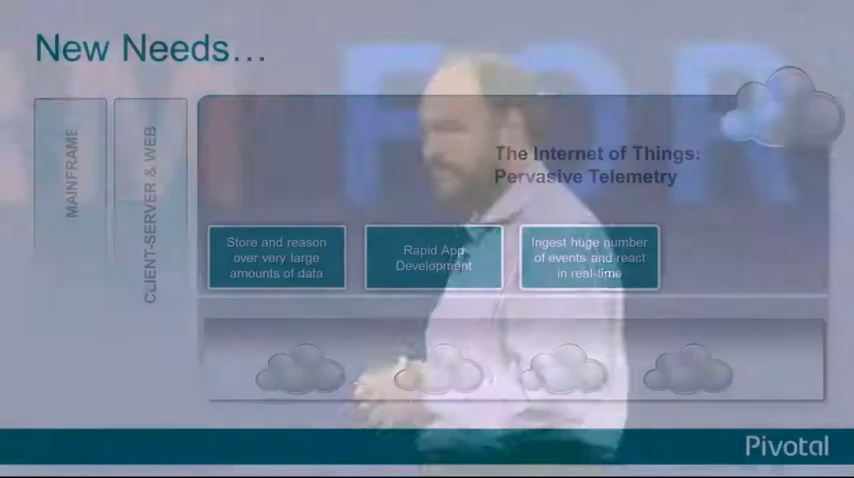 New Needs...
MAINFRAME
CLIENT-SERVER & WEB
The Internet of Things:
Pervasive Telemetry
Store and reason
over very large
amounts of data
Rapid App
Development
Ingest huge number
of events and react
in real-time
Pivotal